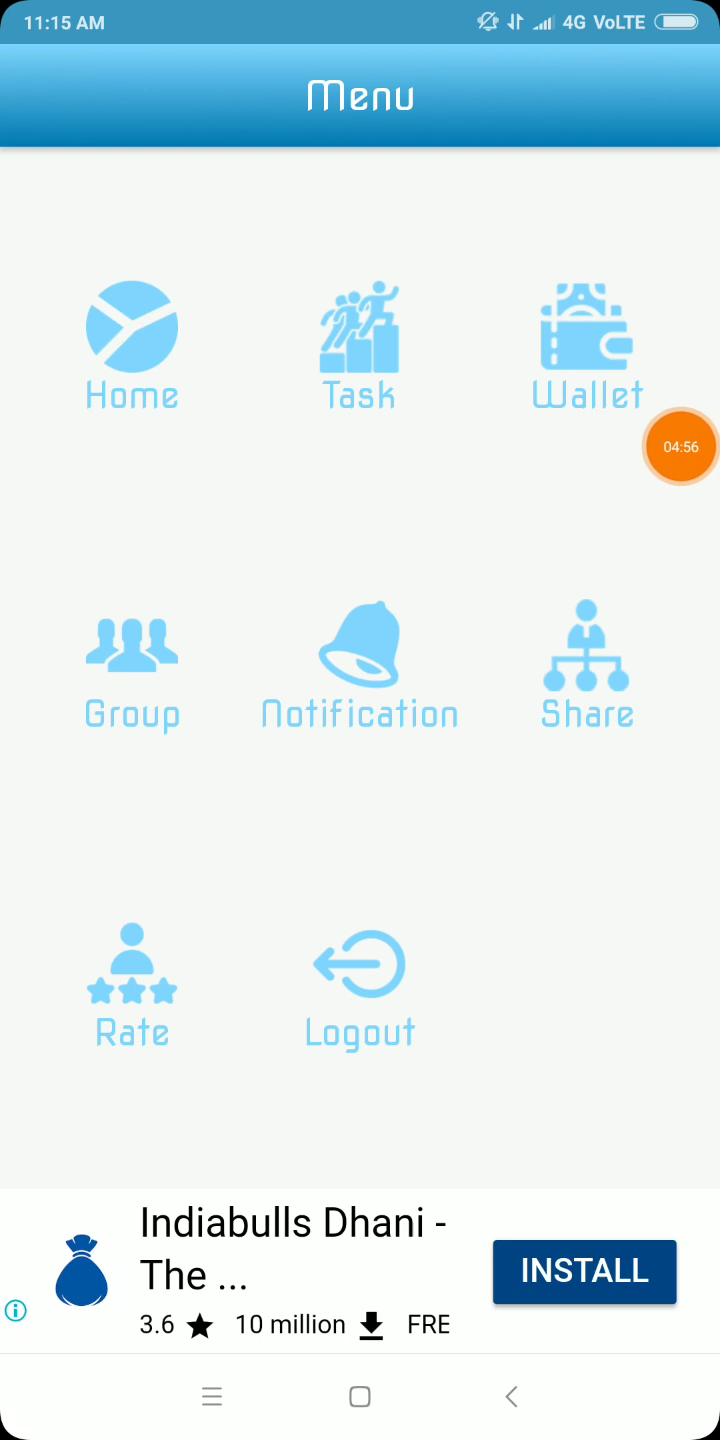 11:15 AM 4G VoLTE
Menu
Home Task Wallet
04:56
Group Notification Share
Rate Logout
Indiabulls Dhani -
The ...
INSTALL
3.6 10 million FRE